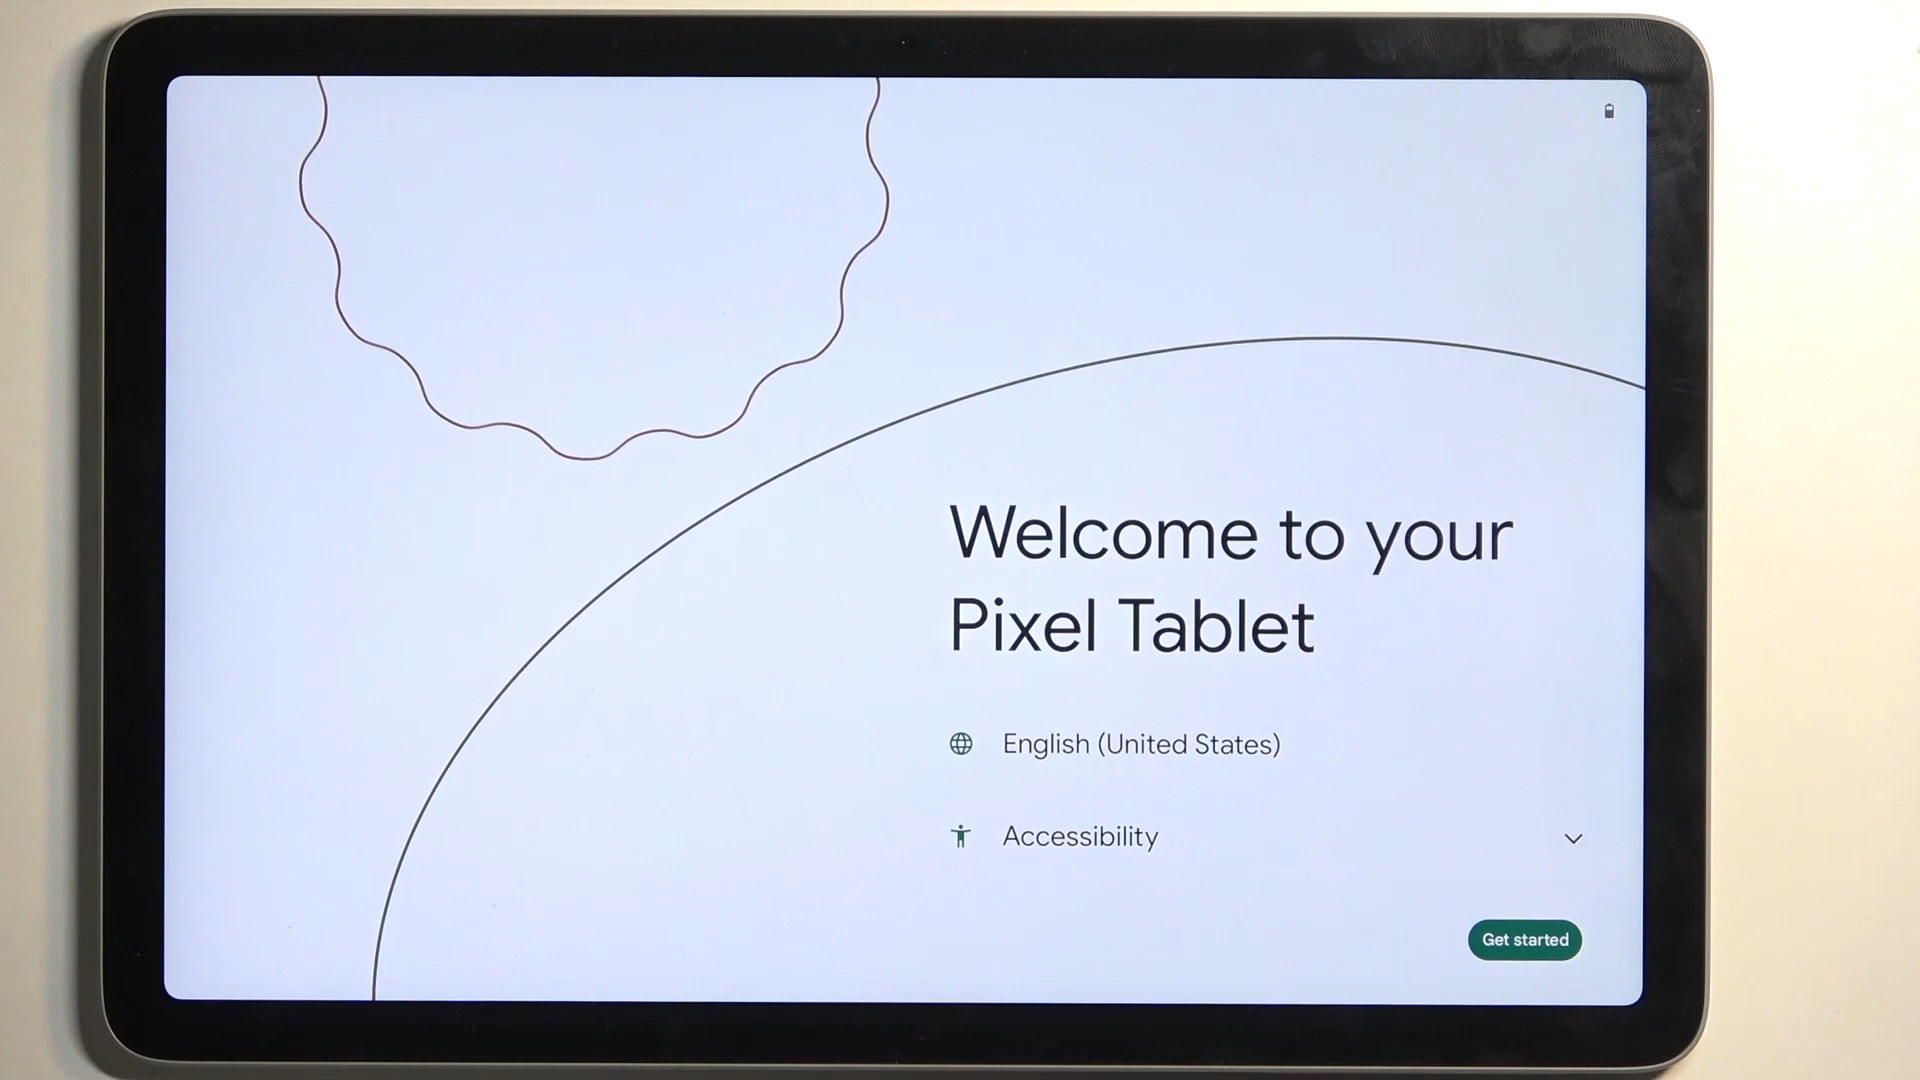 Welcome to your
Pixel Tablet
English (United States)
Accessibility
Get started